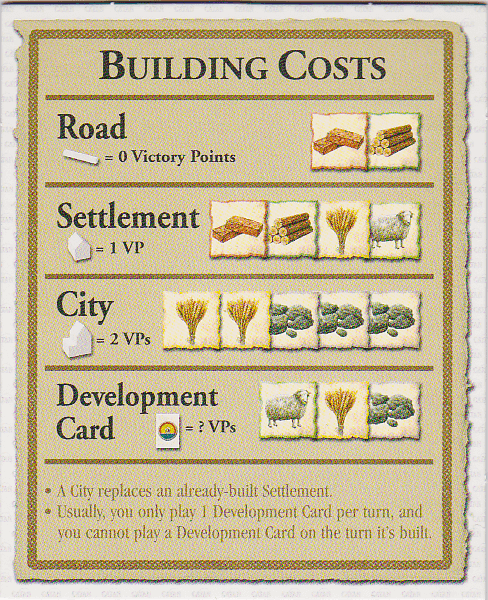 BUILDING COSTS
Road
= 0 Victory Points
Settlement
= 1 VP
City
= 2 VPs
Development
Card
= ? VPs
• A City replaces an already-built Settlement.
• Usually, you only play 1 Development Card per turn, and
you cannot play a Development Card on the turn it's built.